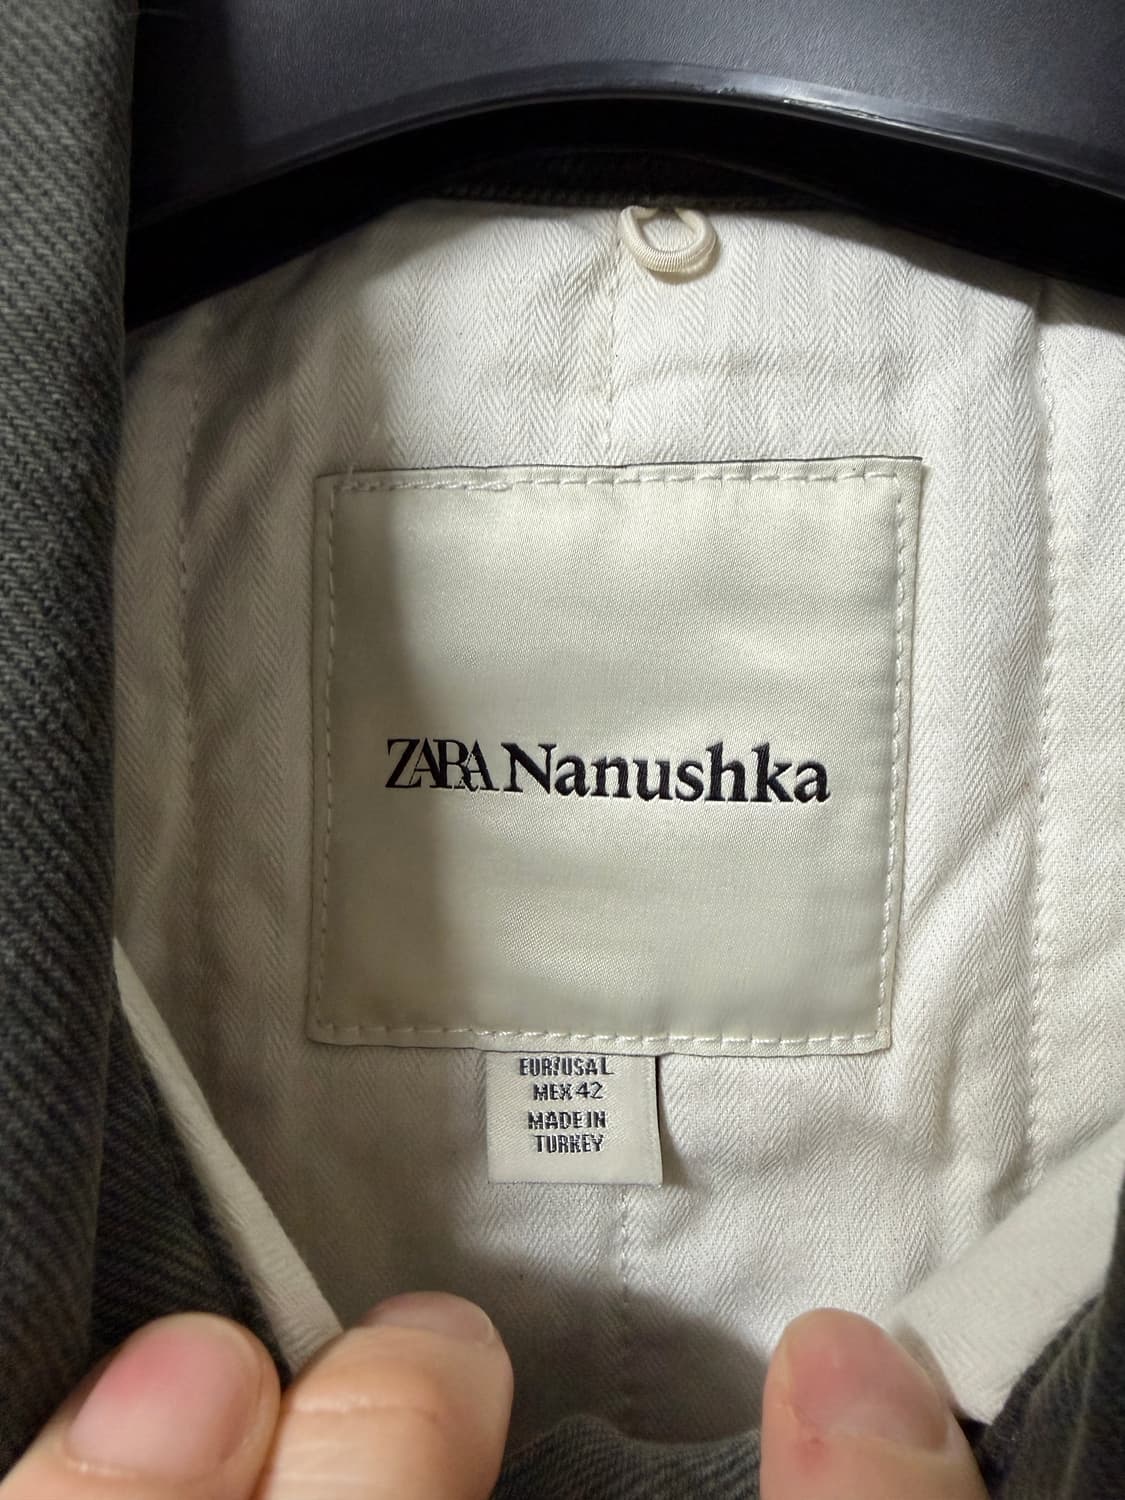 ZARA Nanushka
EUR/USA L
MEX 42
MADE IN
TURKEY